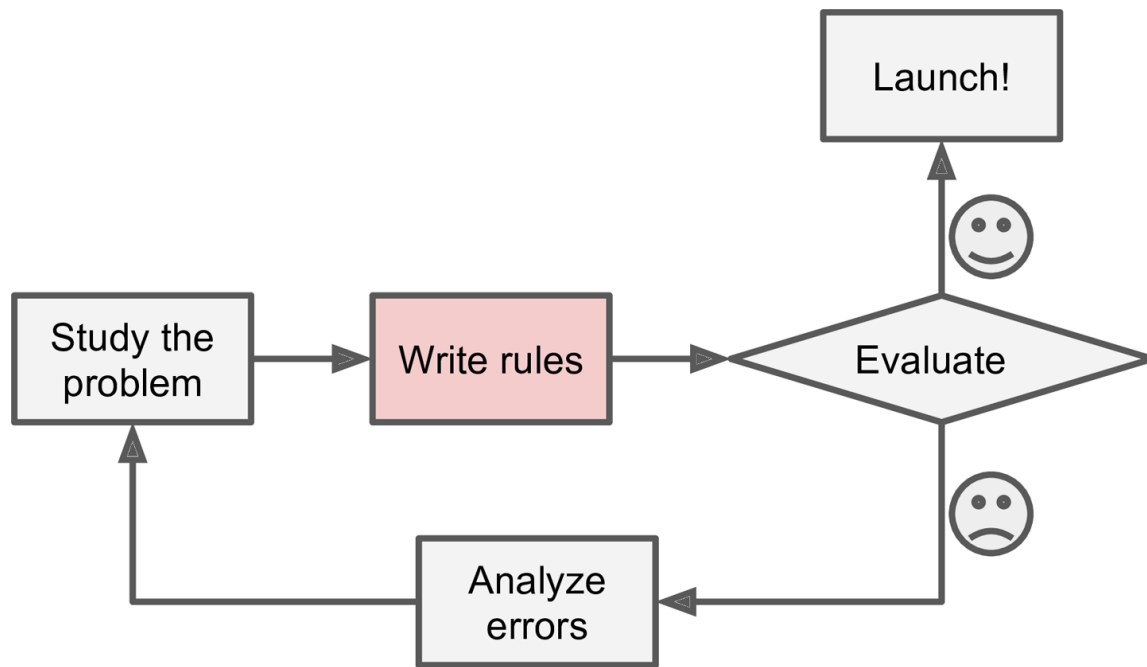 Launch!
Study the
problem
Write rules
Evaluate
Analyze
errors